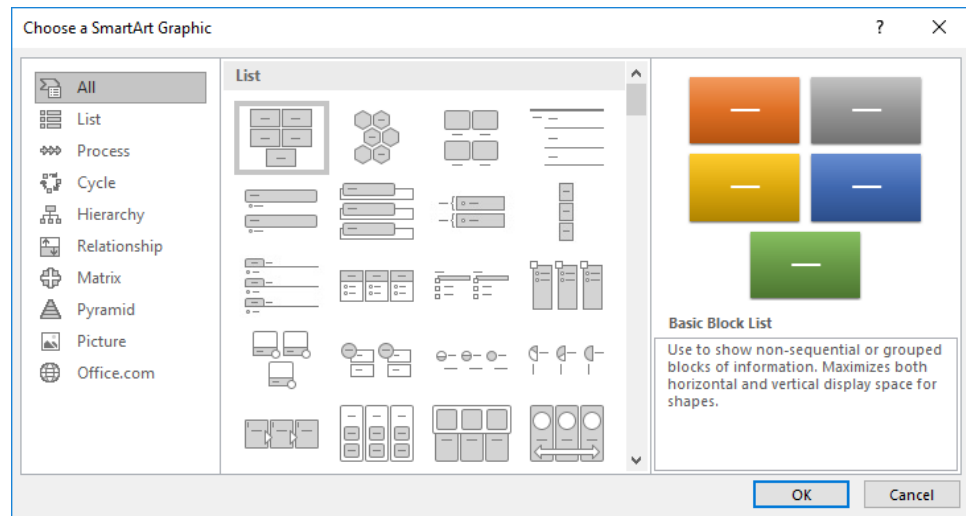 Choose a SmartArt Graphic
?
All
List
Process
Cycle
Hierarchy
Relationship
Matrix
Pyramid
Picture
Office.com
List
Basic Block List
Use to show non-sequential or grouped
blocks of information. Maximizes both
horizontal and vertical display space for
shapes.
OK
Cancel